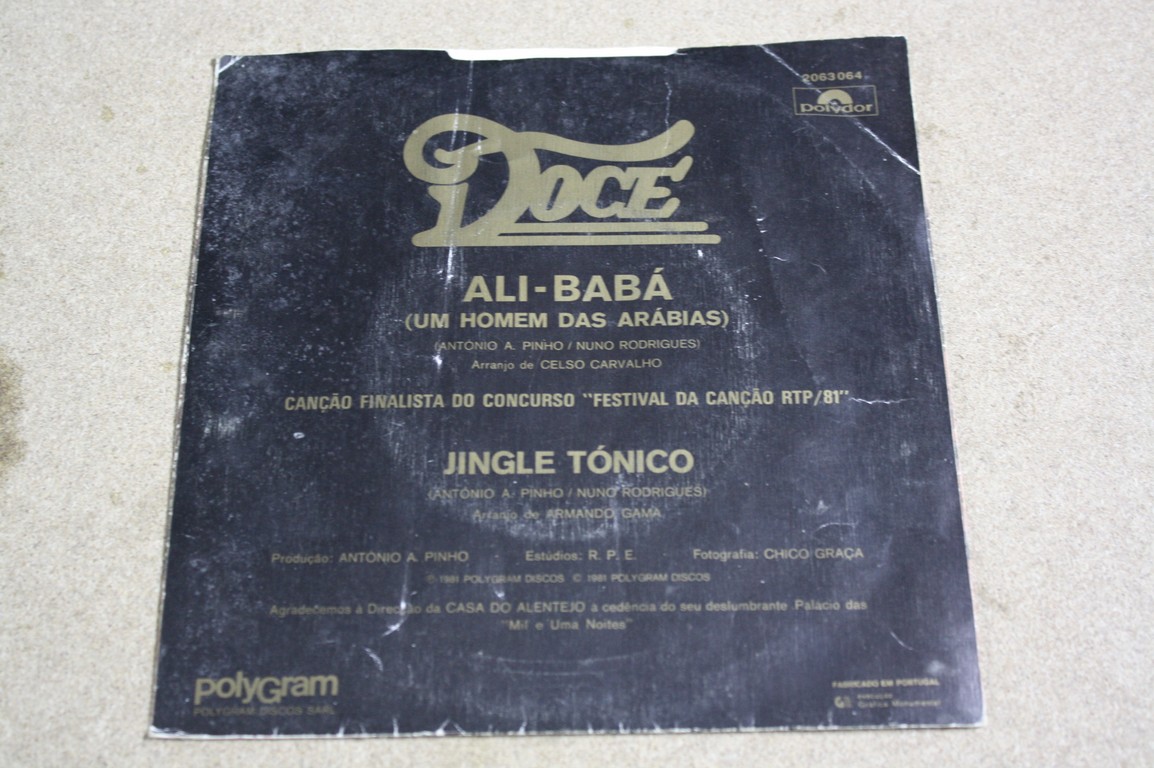 2063064
polydor
DOCE
ALI-BABÁ
(UM HOMEM DAS ARÁBIAS)
(ANTÓNIO A. PINHO / NUNO RODRIGUES)
Arranjo de CELSO CARVALHO
CANÇÃO FINALISTA DO CONCURSO "FESTIVAL DA CANÇÃO RTP/81"
JINGLE TÓNICO
(ANTÓNIO A. PINHO / NUNO RODRIGUES)
Arranjo de ARMANDO GAMA
Produção: ANTÓNIO A. PINHO Estúdios: R. P. E. Fotografia: CHICO GRAÇA
℗ 1981 POLYGRAM DISCOS © 1981 POLYGRAM DISCOS
Agradecemos à Direcção da CASA DO ALENTEJO a cedência do seu deslumbrante Palácio das
"Mil e Uma Noites"
polyGram
POLYGRAM DISCOS SARL
FABRICADO EM PORTUGAL
Gráfica Monumental